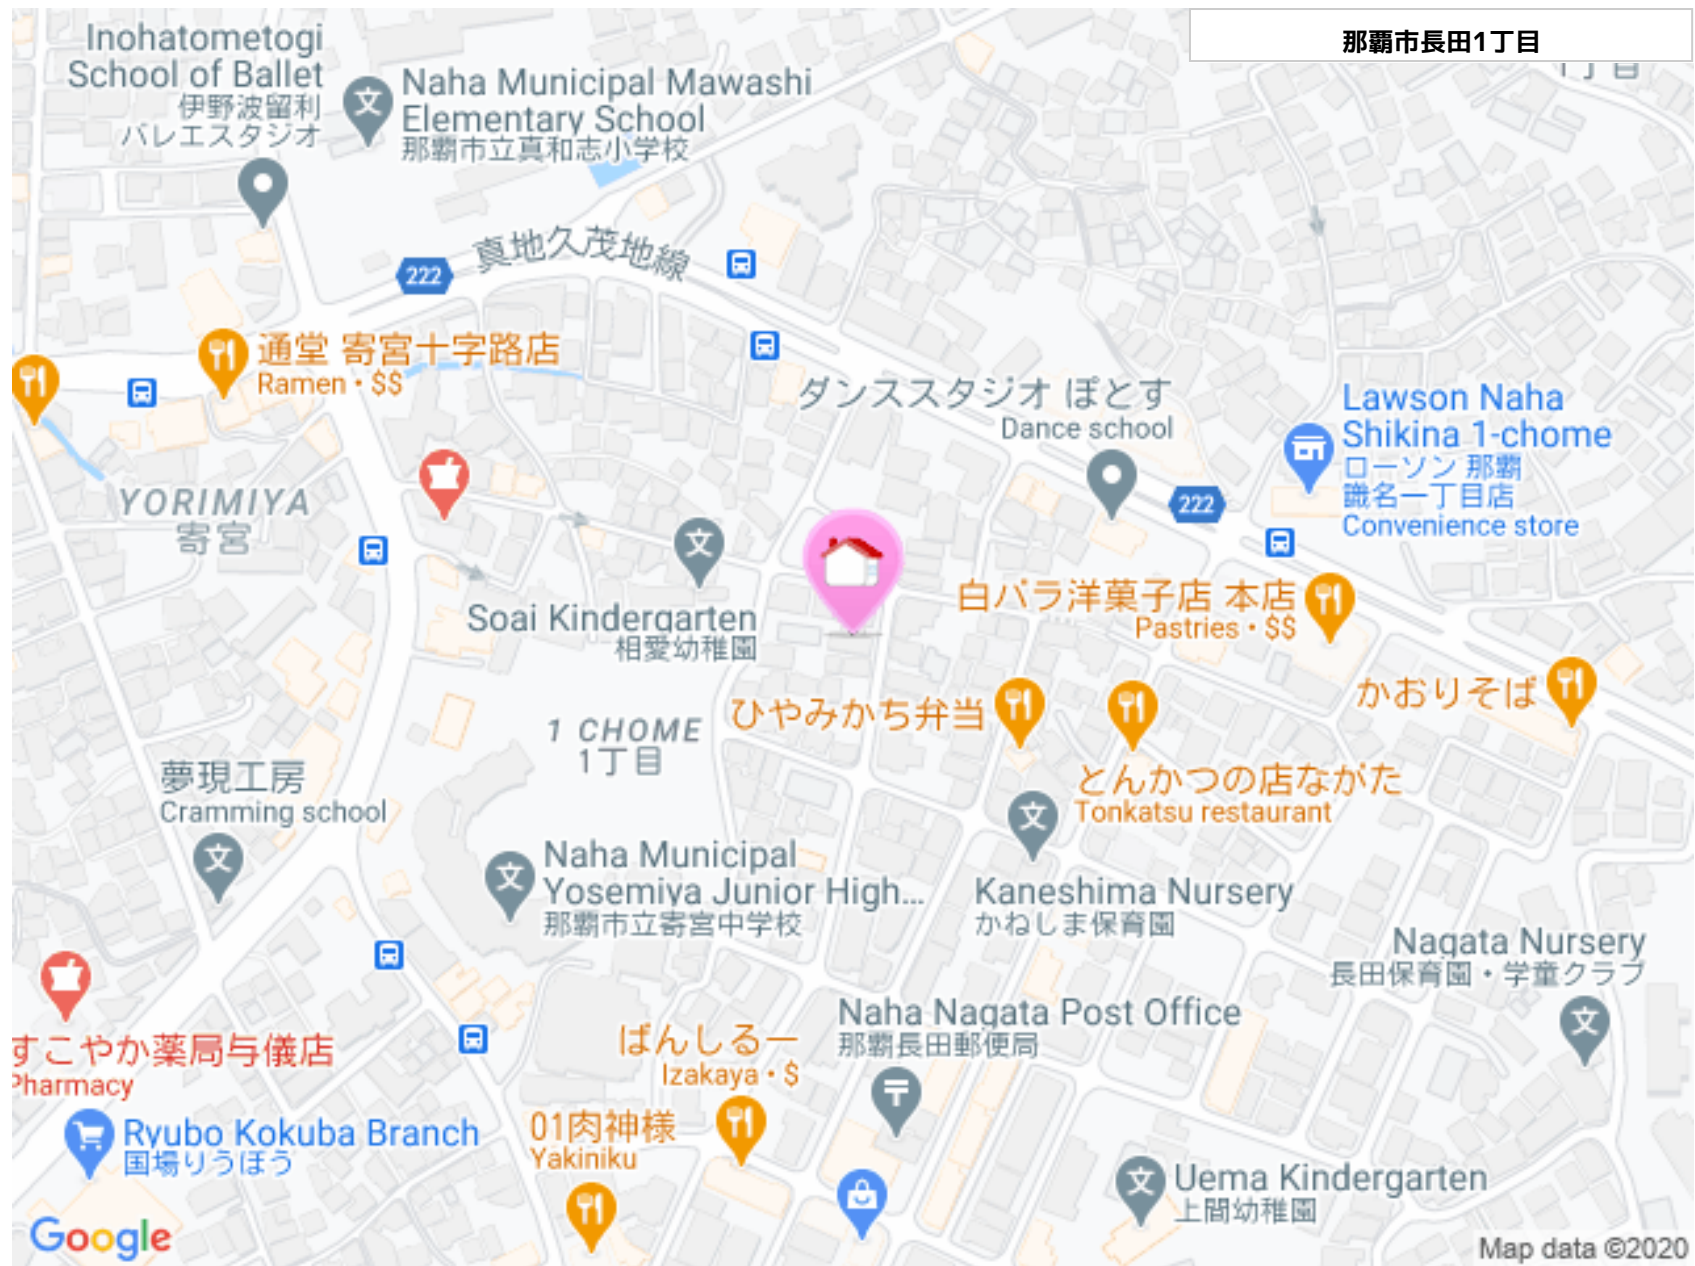 那覇市長田1丁目
Inohatometogi
School of Ballet
伊野波留利
バレエスタジオ
Naha Municipal Mawashi
Elementary School
那覇市立真和志小学校
真地久茂地線
222
通堂 寄宮十字路店
Ramen • $$
ダンススタジオ ぽとす
Dance school
Lawson Naha
Shikina 1-chome
ローソン 那覇
識名一丁目店
Convenience store
222
YORIMIYA
寄宮
Soai Kindergarten
相愛幼稚園
白バラ洋菓子店 本店
Pastries • $$
かおりそば
1 CHOME
1丁目
ひやみかち弁当
とんかつの店ながた
Tonkatsu restaurant
夢現工房
Cramming school
Naha Municipal
Yosemiya Junior High...
那覇市立寄宮中学校
Kaneshima Nursery
かねしま保育園
Nagata Nursery
長田保育園・学童クラブ
すこやか薬局与儀店
Pharmacy
Naha Nagata Post Office
那覇長田郵便局
ばんしるー
Izakaya • $
Ryubo Kokuba Branch
国場りうぼう
01肉神様
Yakiniku
Uema Kindergarten
上間幼稚園
Google
Map data ©2020